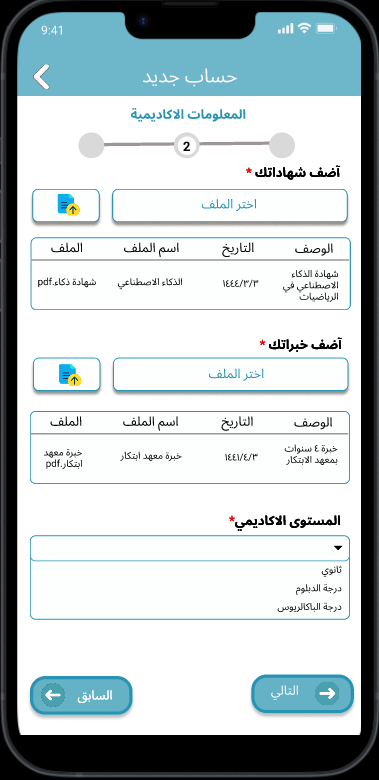 9:41
حساب جديد
المعلومات الاكاديمية
2
أضف شهاداتك *
اختر الملف
الوصف التاريخ اسم الملف الملف
شهادة الذكاء
الاصطناعي في
الرياضيات
١٤٤٤/٣/٣
الذكاء الاصطناعي
شهادة ذكاء.pdf
أضف خبراتك *
اختر الملف
الوصف التاريخ اسم الملف الملف
خبرة ٤ سنوات
بمعهد الابتكار
١٤٤١/٤/٣
خبرة معهد ابتكار
خبرة معهد
ابتكار.pdf
المستوى الاكاديمي*
ثانوي
درجة الدبلوم
درجة الباكالريوس
التالي
السابق